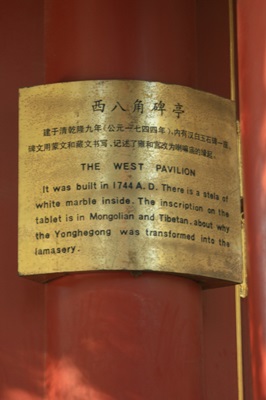 西八角碑亭
建于清乾隆九年(公元一七四四年),内有汉白玉石碑一座,
碑文用蒙文和藏文书写,记述了雍和宫改为喇嘛庙的缘起。
THE WEST PAVILION
It was built in 1744 A.D. There is a stela of
white marble inside. The inscription on the
tablet is in Mongolian and Tibetan. about why
the Yonghegong was transformed into the
lamasery.